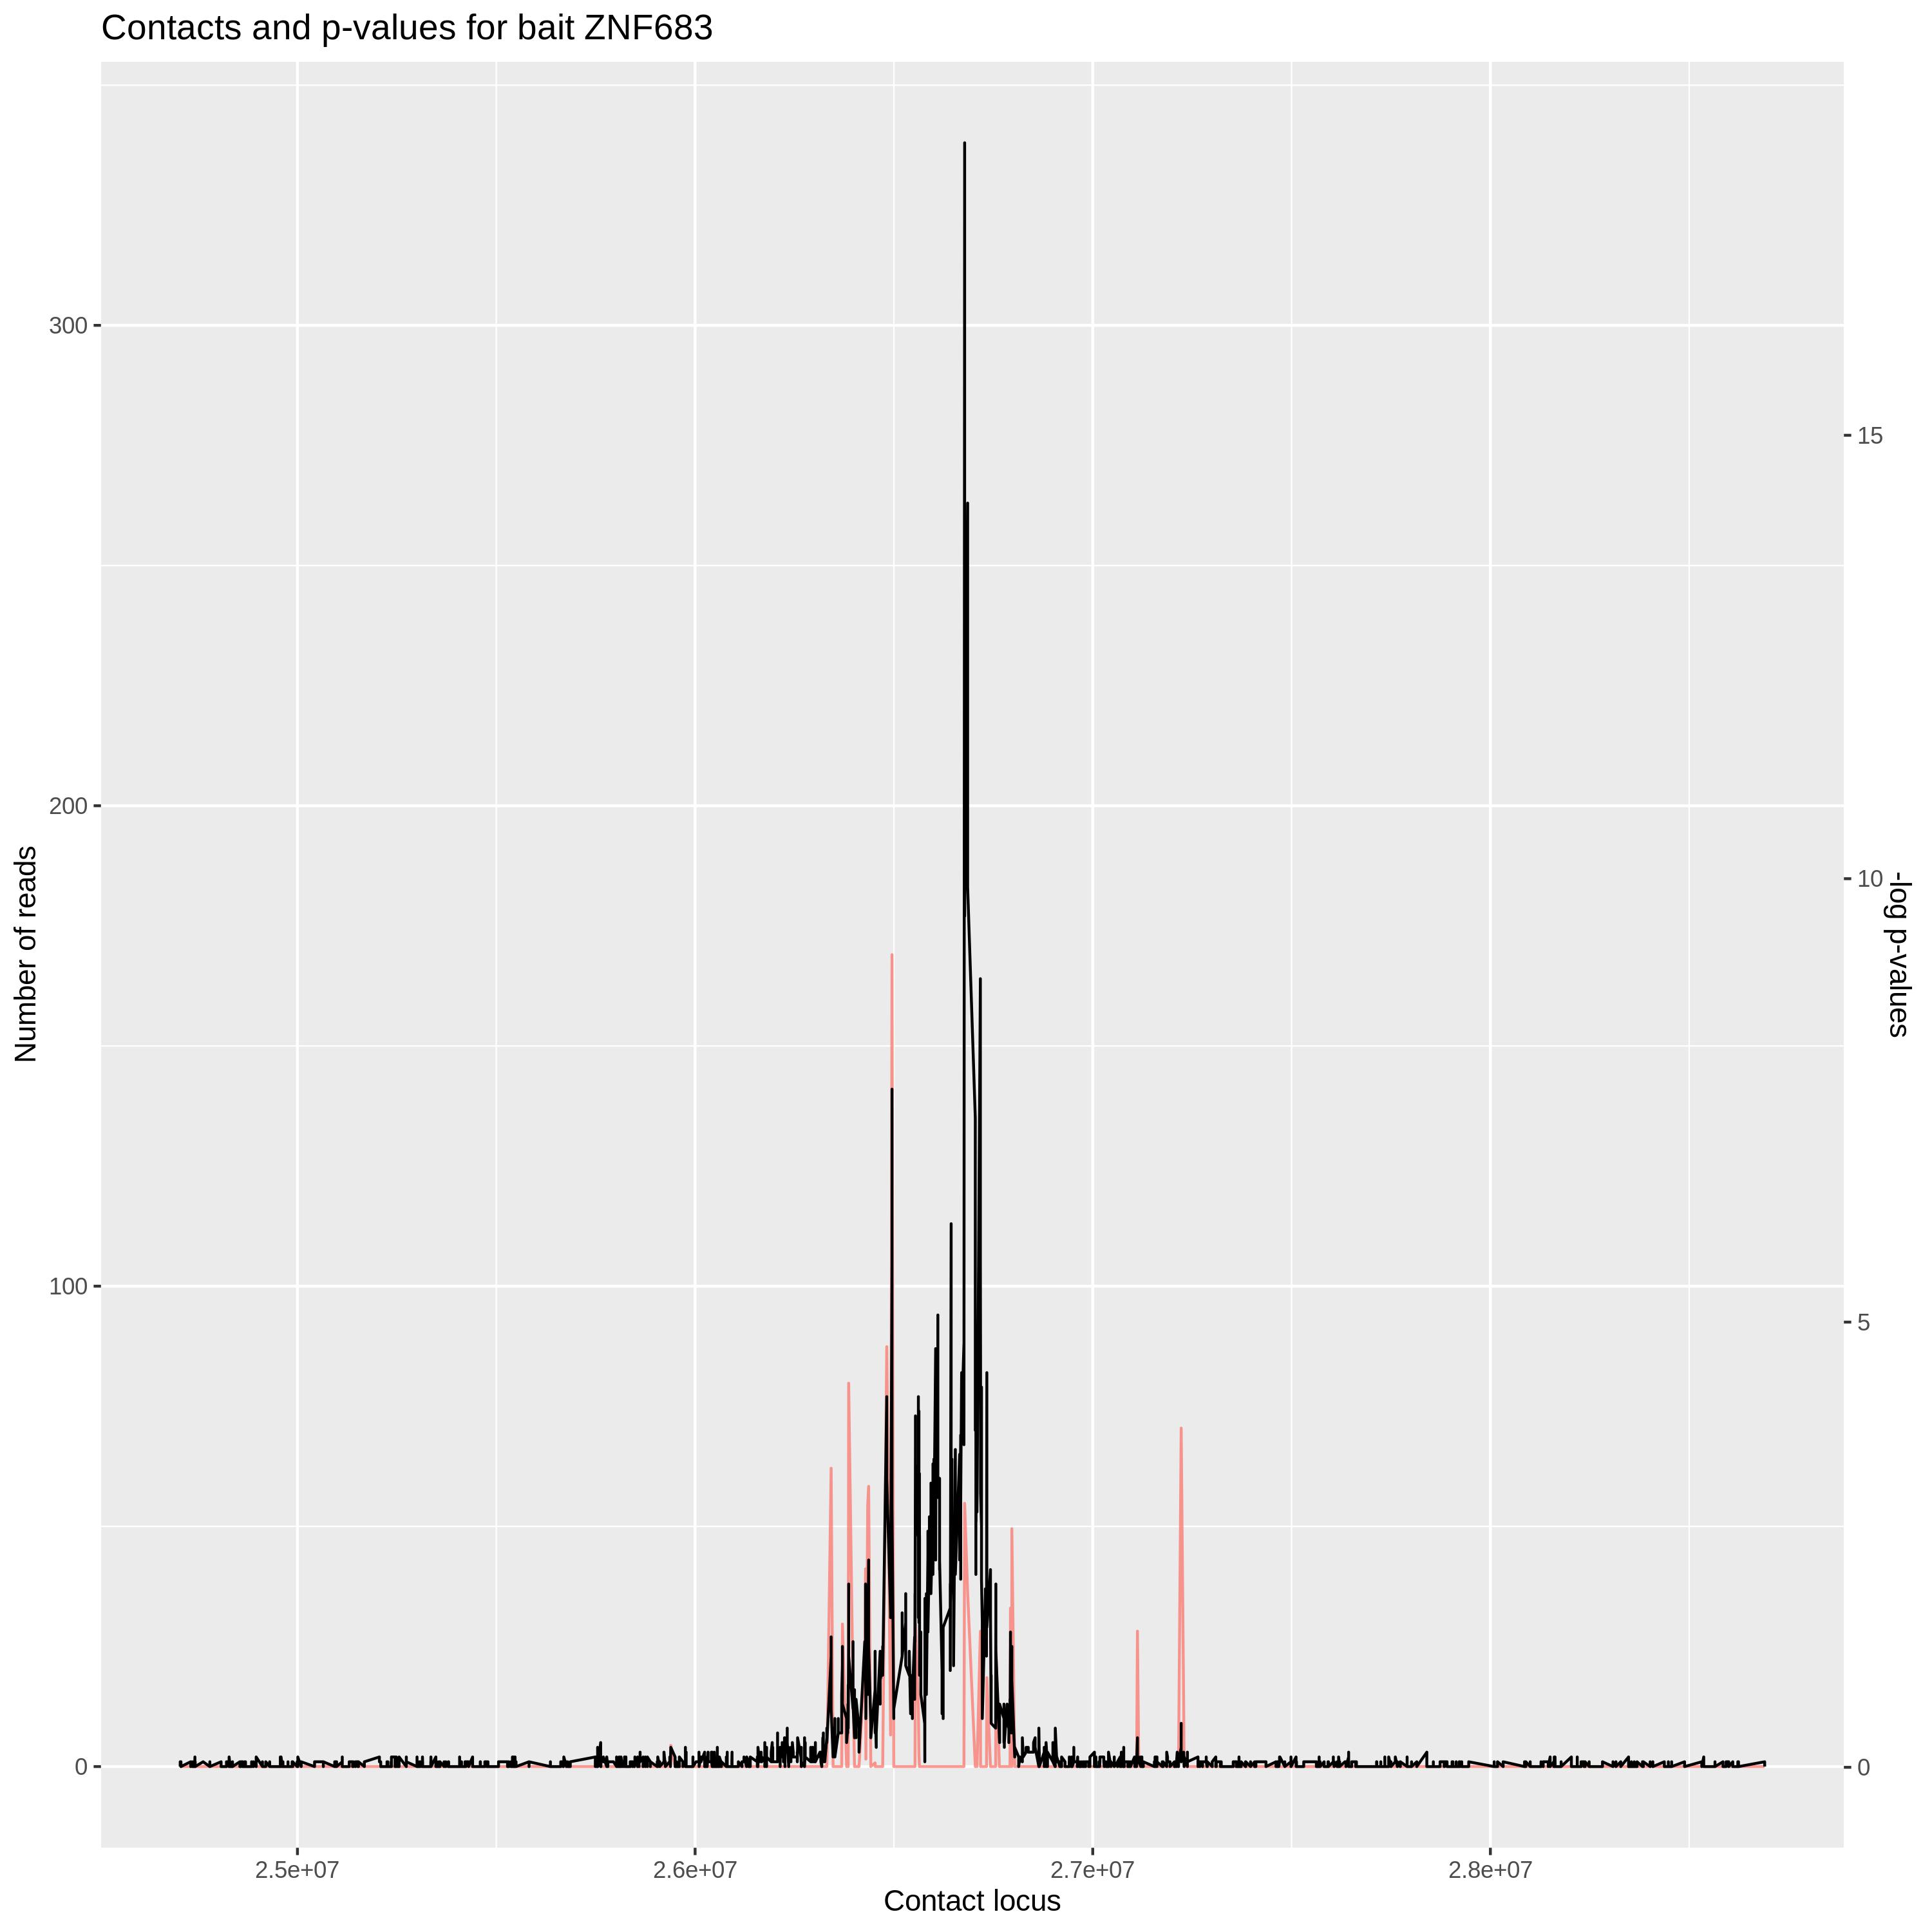 Contacts and p-values for bait ZNF683
300
200
100
0
Number of reads
15
10
5
0
-log p-values
2.5e+07 2.6e+07 2.7e+07 2.8e+07
Contact locus